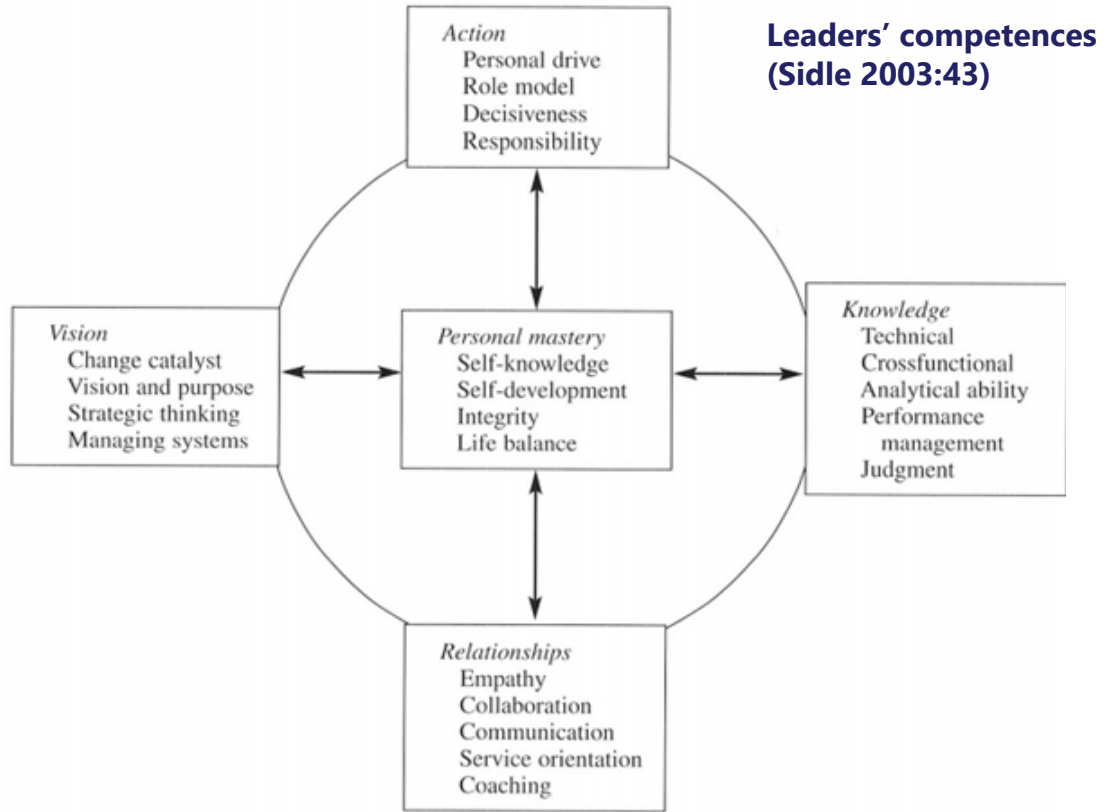 Leaders’ competences
(Sidle 2003:43)
Action
Personal drive
Role model
Decisiveness
Responsibility
Vision
Change catalyst
Vision and purpose
Strategic thinking
Managing systems
Personal mastery
Self-knowledge
Self-development
Integrity
Life balance
Knowledge
Technical
Crossfunctional
Analytical ability
Performance
management
Judgment
Relationships
Empathy
Collaboration
Communication
Service orientation
Coaching